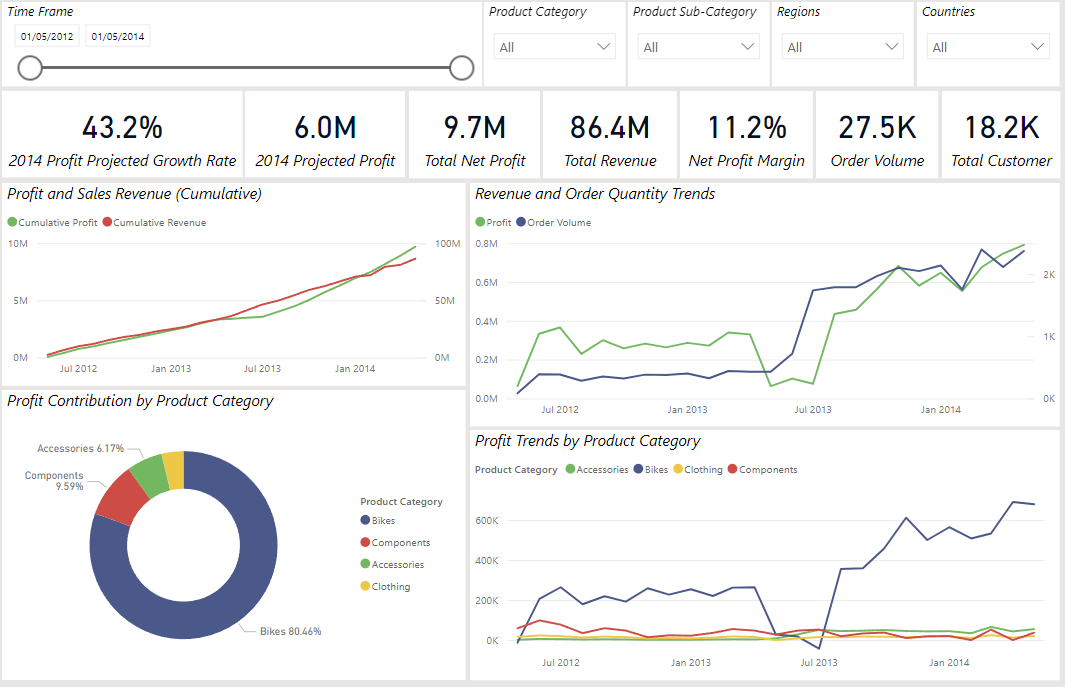 Time Frame
01/05/2012 01/05/2014
Product Category
All
Product Sub-Category
All
Regions
All
Countries
All
43.2%
2014 Profit Projected Growth Rate
6.0M
2014 Projected Profit
9.7M
Total Net Profit
86.4M
Total Revenue
11.2%
Net Profit Margin
27.5K
Order Volume
18.2K
Total Customer
Profit and Sales Revenue (Cumulative)
Cumulative Profit Cumulative Revenue
10M 100M
5M 50M
0M 0M
Jul 2012 Jan 2013 Jul 2013 Jan 2014
Revenue and Order Quantity Trends
Profit Order Volume
0.8M
2K
0.6M
0.4M
1K
0.2M
0.0M 0K
Jul 2012 Jan 2013 Jul 2013 Jan 2014
Profit Contribution by Product Category
Accessories 6.17%
Components
9.59%
Bikes 80.46%
Product Category
Bikes
Components
Accessories
Clothing
Profit Trends by Product Category
Product Category Accessories Bikes Clothing Components
600K
400K
200K
0K
Jul 2012 Jan 2013 Jul 2013 Jan 2014